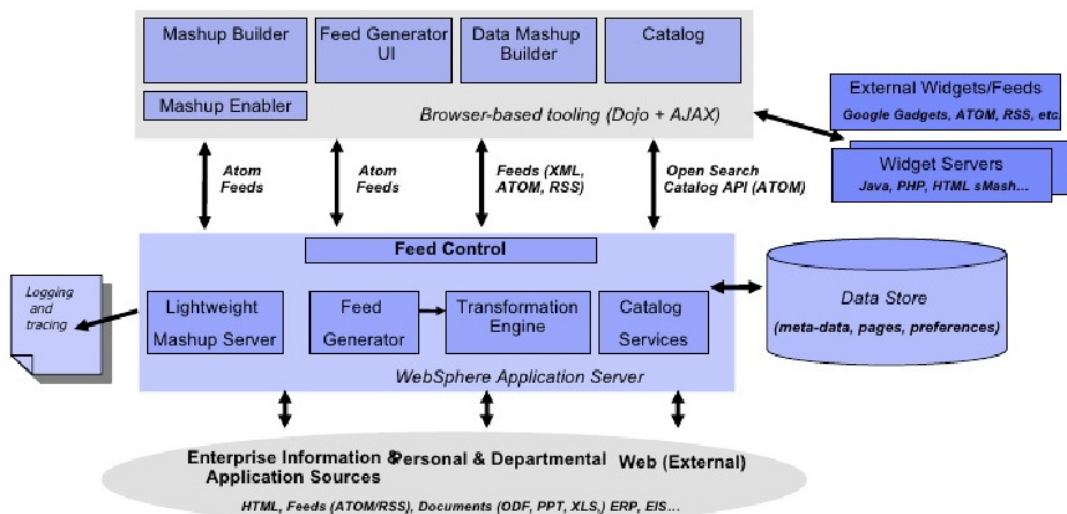 Mashup Builder
Feed Generator
UI
Data Mashup
Builder
Catalog
Mashup Enabler
Browser-based tooling (Dojo + AJAX)
External Widgets/Feeds
Google Gadgets, ATOM, RSS, etc.
Widget Servers
Java, PHP, HTML sMash...
Atom
Feeds
Atom
Feeds
Feeds (XML,
ATOM, RSS)
Open Search
Catalog API (ATOM)
Feed Control
Logging
and
tracing
Lightweight
Mashup Server
Feed
Generator
Transformation
Engine
Catalog
Services
WebSphere Application Server
Data Store
(meta-data, pages, preferences)
Enterprise Information &
Application Sources
Personal & Departmental
Web (External)
HTML, Feeds (ATOM/RSS), Documents (ODF, PPT, XLS,) ERP, EIS...